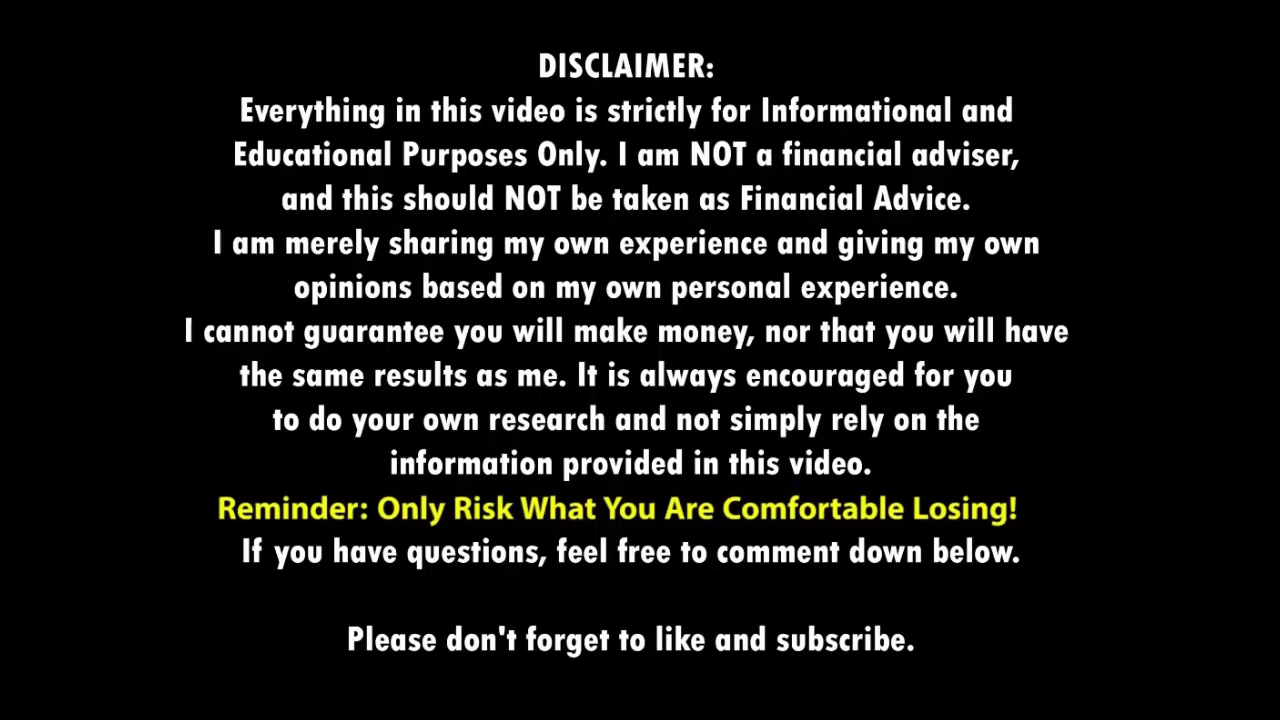 DISCLAIMER:
Everything in this video is strictly for Informational and
Educational Purposes Only. I am NOT a financial adviser,
and this should NOT be taken as Financial Advice.
I am merely sharing my own experience and giving my own
opinions based on my own personal experience.
I cannot guarantee you will make money, nor that you will have
the same results as me. It is always encouraged for you
to do your own research and not simply rely on the
information provided in this video.
Reminder: Only Risk What You Are Comfortable Losing!
If you have questions, feel free to comment down below.
Please don't forget to like and subscribe.